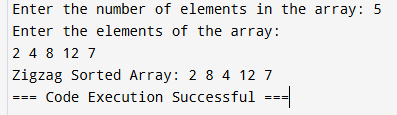 Enter the number of elements in the array: 5
Enter the elements of the array:
2 4 8 12 7
Zigzag Sorted Array: 2 8 4 12 7
=== Code Execution Successful ===